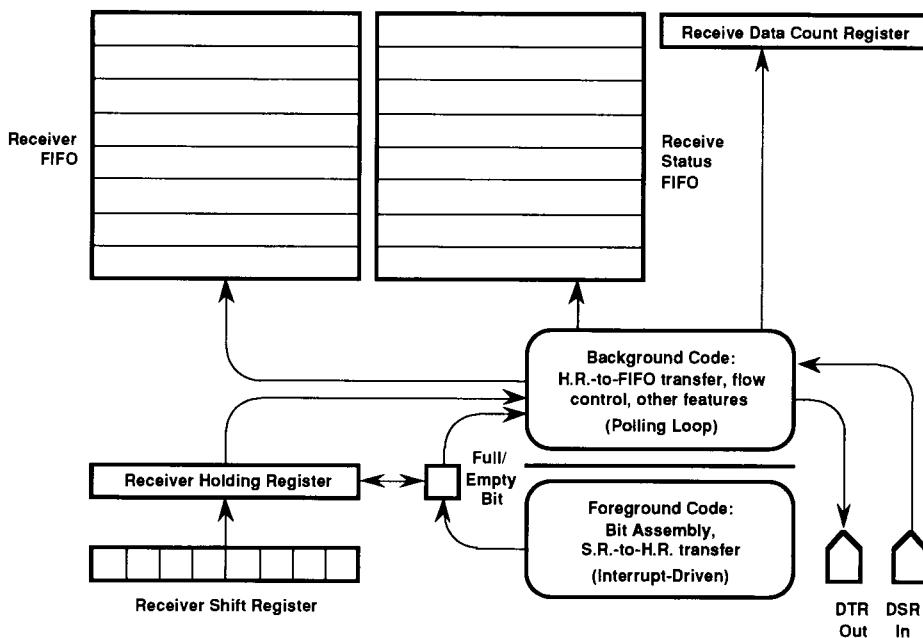 Receive Data Count Register
Receiver
FIFO
Receive
Status
FIFO
Background Code:
H.R.-to-FIFO transfer, flow
control, other features
(Polling Loop)
Full/
Empty
Bit
Receiver Holding Register
Foreground Code:
Bit Assembly,
S.R.-to-H.R. transfer
(Interrupt-Driven)
Receiver Shift Register
DTR
Out
DSR
In